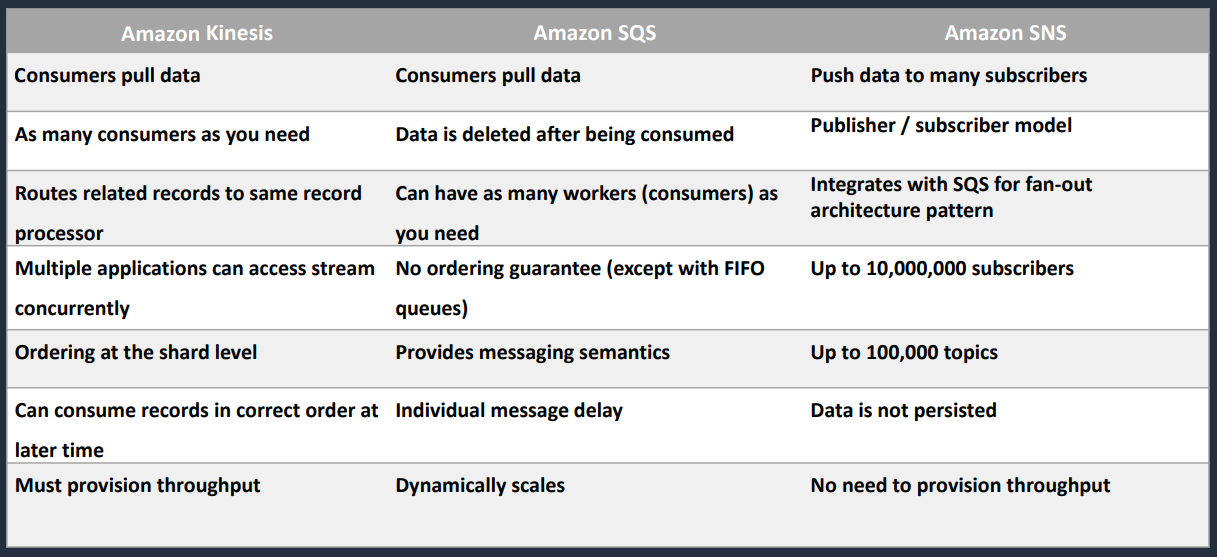 Amazon Kinesis
Amazon SQS
Amazon SNS
Consumers pull data
Consumers pull data
Push data to many subscribers
As many consumers as you need
Data is deleted after being consumed
Publisher / subscriber model
Routes related records to same record
processor
Can have as many workers (consumers) as
you need
Integrates with SQS for fan-out
architecture pattern
Multiple applications can access stream
concurrently
No ordering guarantee (except with FIFO
queues)
Up to 10,000,000 subscribers
Ordering at the shard level
Provides messaging semantics
Up to 100,000 topics
Can consume records in correct order at
later time
Individual message delay
Data is not persisted
Must provision throughput
Dynamically scales
No need to provision throughput